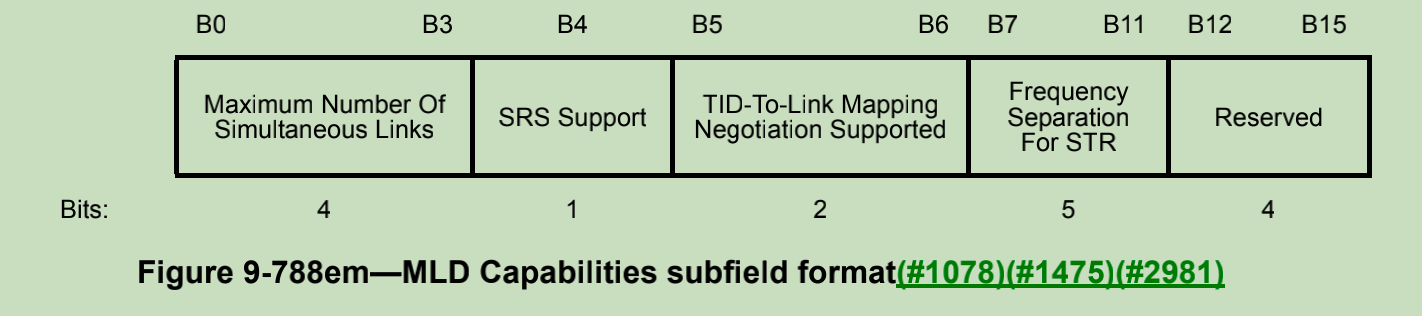 B0 B3 B4 B5 B6 B7 B11 B12 B15
Maximum Number Of
Simultaneous Links
SRS Support
TID-To-Link Mapping
Negotiation Supported
Frequency
Separation
For STR
Reserved
Bits: 4 1 2 5 4
Figure 9-788em—MLD Capabilities subfield format(#1078)(#1475)(#2981)